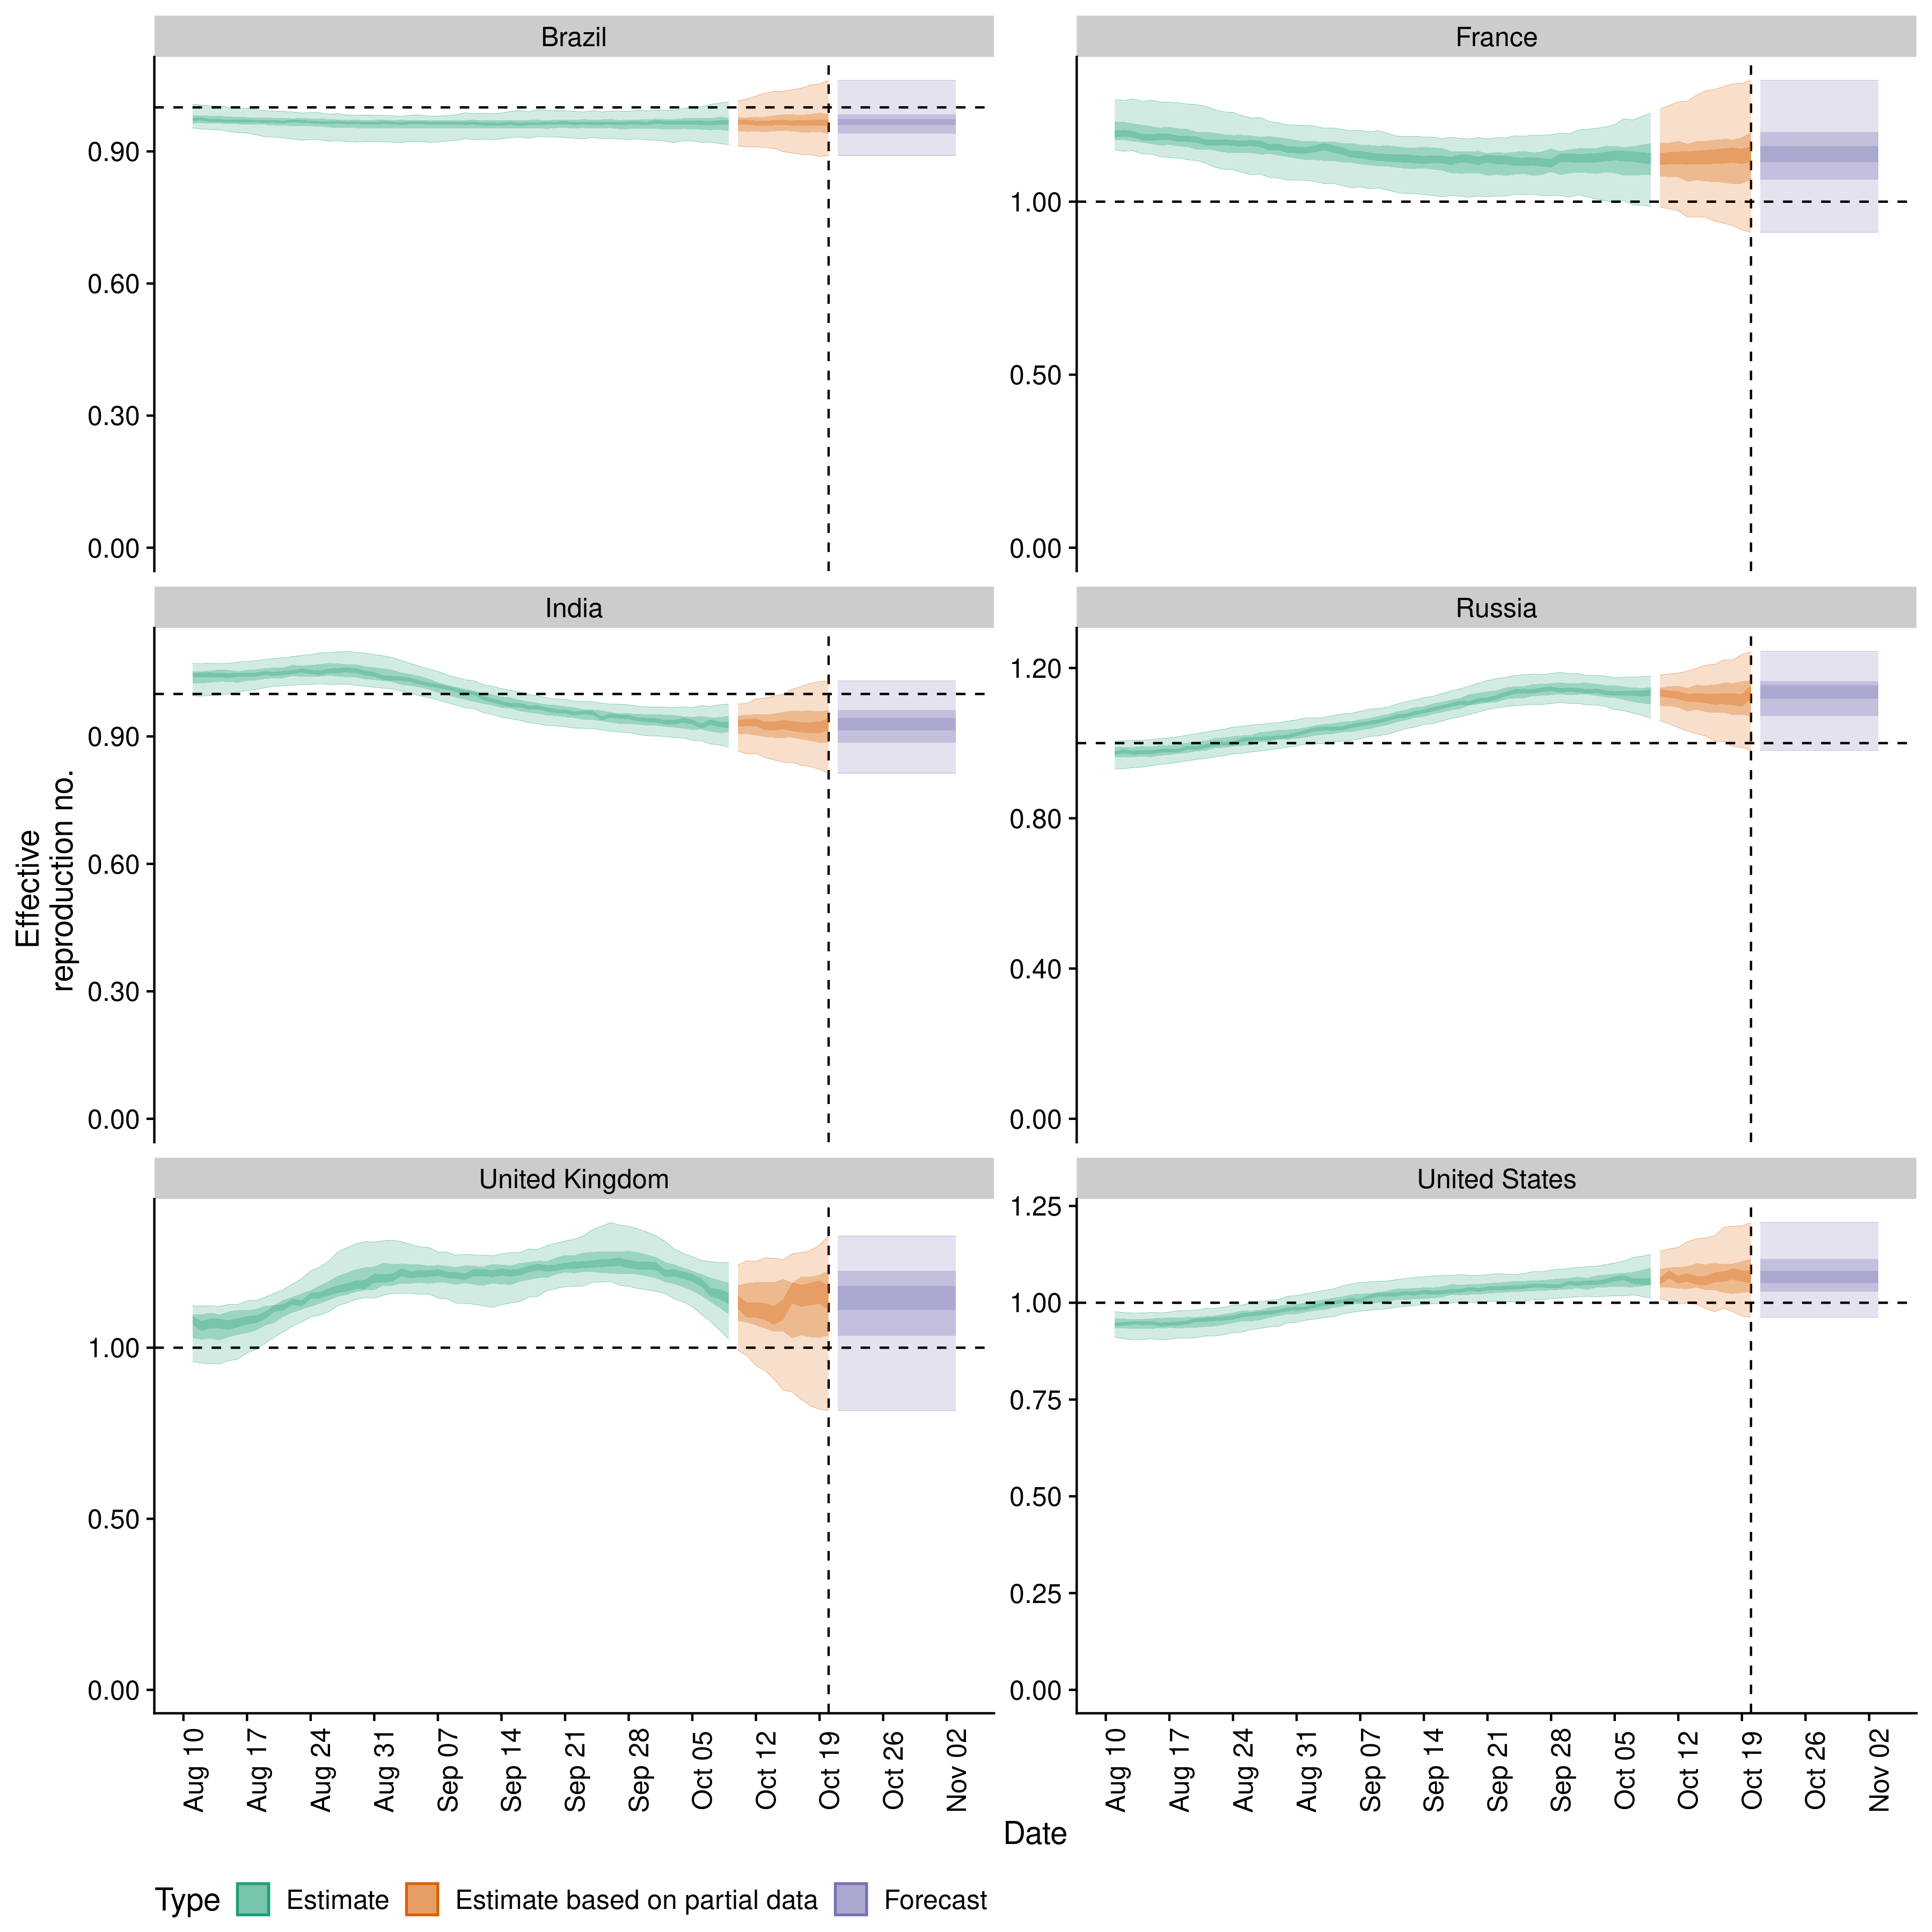 Brazil
France
0.90
0.60
0.30
0.00
1.00
0.50
0.00
India
Russia
0.90
0.60
0.30
0.00
1.20
0.80
0.40
0.00
Effective
reproduction no.
United Kingdom
United States
1.00
0.50
0.00
1.25
1.00
0.75
0.50
0.25
0.00
Aug 10
Aug 17
Aug 24
Aug 31
Sep 07
Sep 14
Sep 21
Sep 28
Oct 05
Oct 12
Oct 19
Oct 26
Nov 02
Aug 10
Aug 17
Aug 24
Aug 31
Sep 07
Sep 14
Sep 21
Sep 28
Oct 05
Oct 12
Oct 19
Oct 26
Nov 02
Date
Type Estimate Estimate based on partial data Forecast